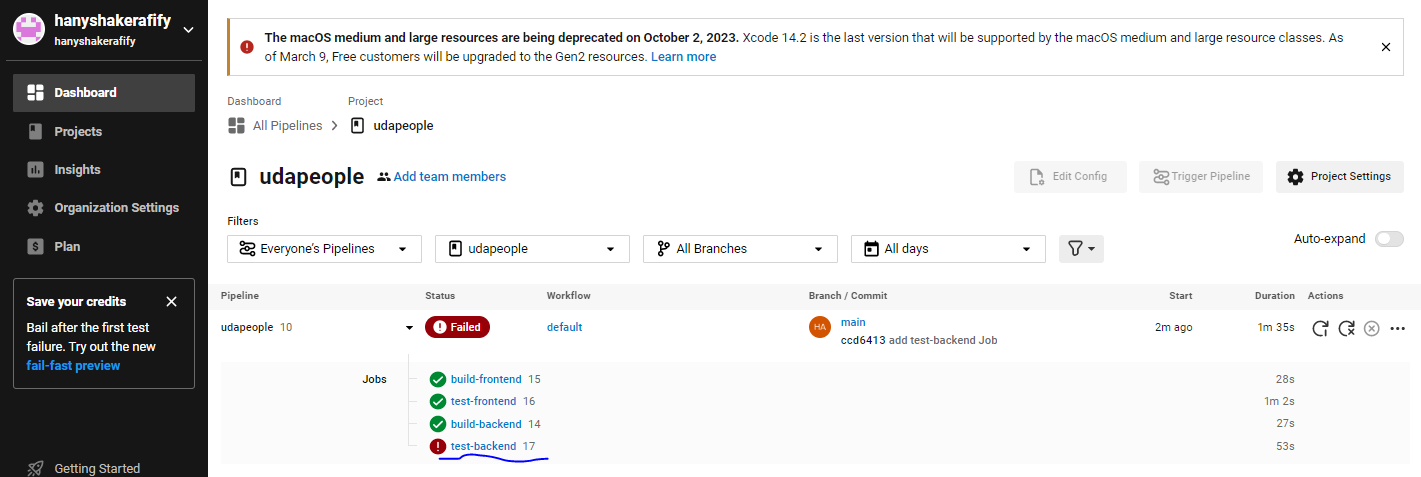 hanyshakerafify
hanyshakerafify
Dashboard
Projects
Insights
Organization Settings
Plan
Save your credits
Bail after the first test
failure. Try out the new
fail-fast preview
Getting Started
The macOS medium and large resources are being deprecated on October 2, 2023. Xcode 14.2 is the last version that will be supported by the macOS medium and large resource classes. As
of March 9, Free customers will be upgraded to the Gen2 resources. Learn more
Dashboard Project
All Pipelines udapeople
udapeople Add team members Edit Config Trigger Pipeline Project Settings
Filters
Everyone's Pipelines udapeople All Branches All days Auto-expand
Pipeline Status Workflow Branch / Commit Start Duration Actions
udapeople 10 Failed default HA main 2m ago 1m 35s
ccd6413 add test-backend Job
Jobs build-frontend 15 28s
test-frontend 16 1m 2s
build-backend 14 27s
test-backend 17 53s